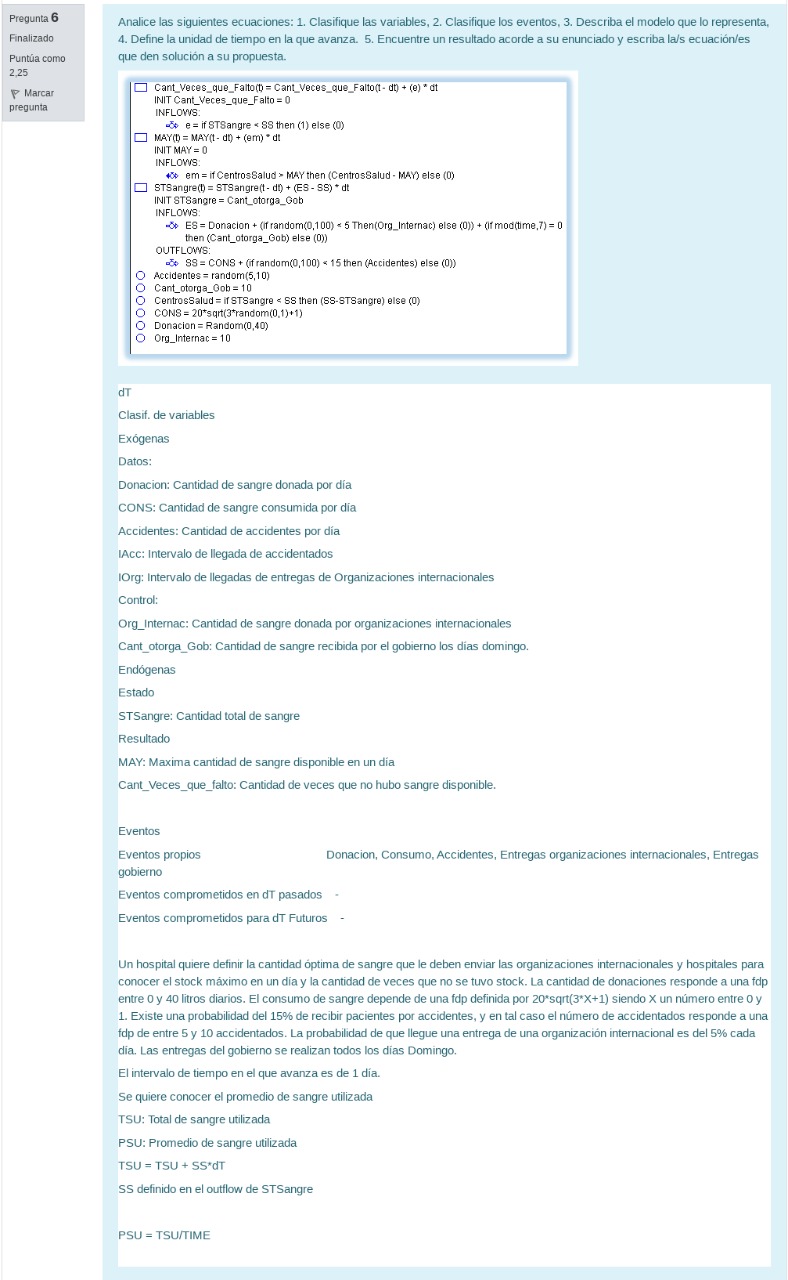 Pregunta 6
Finalizado
Puntúa como
2,25
Marcar
pregunta
Analice las siguientes ecuaciones: 1. Clasifique las variables, 2. Clasifique los eventos, 3. Describa el modelo que lo representa,
4. Define la unidad de tiempo en la que avanza.  5. Encuentre un resultado acorde a su enunciado y escriba la/s ecuación/es
que den solución a su propuesta.
Cant_Veces_que_Falto(t) = Cant_Veces_que_Falto(t - dt) + (e) * dt
INIT Cant_Veces_que_Falto = 0
INFLOWS:
e = if STSangre < SS then (1) else (0)
MAY(t) = MAY(t - dt) + (em) * dt
INIT MAY = 0
INFLOWS:
em = if CentrosSalud > MAY then (CentrosSalud - MAY) else (0)
STSangre(t) = STSangre(t - dt) + (ES - SS) * dt
INIT STSangre = Cant_otorga_Gob
INFLOWS:
ES = Donacion + (if random(0,100) < 5 Then(Org_Internac) else (0)) + (if mod(time,7) = 0
then (Cant_otorga_Gob) else (0))
OUTFLOWS:
SS = CONS + (if random(0,100) < 15 then (Accidentes) else (0))
Accidentes = random(5,10)
Cant_otorga_Gob = 10
CentrosSalud = if STSangre < SS then (SS-STSangre) else (0)
CONS = 20*sqrt(3*random(0,1)+1)
Donacion = Random(0,40)
Org_Internac = 10
dT
Clasif. de variables
Exógenas
Datos:
Donacion: Cantidad de sangre donada por día
CONS: Cantidad de sangre consumida por día
Accidentes: Cantidad de accidentes por día
IAcc: Intervalo de llegada de accidentados
IOrg: Intervalo de llegadas de entregas de Organizaciones internacionales
Control:
Org_Internac: Cantidad de sangre donada por organizaciones internacionales
Cant_otorga_Gob: Cantidad de sangre recibida por el gobierno los días domingo.
Endógenas
Estado
STSangre: Cantidad total de sangre
Resultado
MAY: Maxima cantidad de sangre disponible en un día
Cant_Veces_que_falto: Cantidad de veces que no hubo sangre disponible.
Eventos
Eventos propios Donacion, Consumo, Accidentes, Entregas organizaciones internacionales, Entregas
gobierno
Eventos comprometidos en dT pasados -
Eventos comprometidos para dT Futuros -
Un hospital quiere definir la cantidad óptima de sangre que le deben enviar las organizaciones internacionales y hospitales para
conocer el stock máximo en un día y la cantidad de veces que no se tuvo stock. La cantidad de donaciones responde a una fdp
entre 0 y 40 litros diarios. El consumo de sangre depende de una fdp definida por 20*sqrt(3*X+1) siendo X un número entre 0 y
1. Existe una probabilidad del 15% de recibir pacientes por accidentes, y en tal caso el número de accidentados responde a una
fdp de entre 5 y 10 accidentados. La probabilidad de que llegue una entrega de una organización internacional es del 5% cada
día. Las entregas del gobierno se realizan todos los días Domingo.
El intervalo de tiempo en el que avanza es de 1 día.
Se quiere conocer el promedio de sangre utilizada
TSU: Total de sangre utilizada
PSU: Promedio de sangre utilizada
TSU = TSU + SS*dT
SS definido en el outflow de STSangre
PSU = TSU/TIME